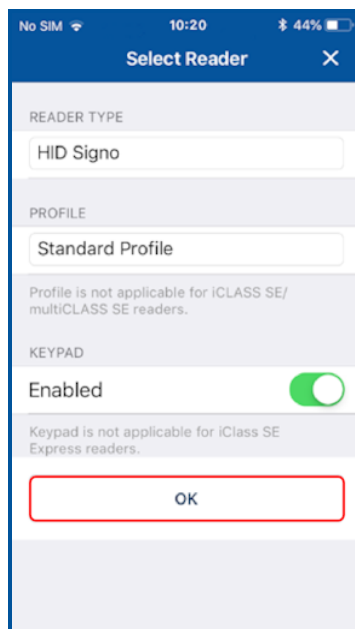 No SIM 10:20 44%
Select Reader ×
READER TYPE
HID Signo
PROFILE
Standard Profile
Profile is not applicable for iCLASS SE/
multiCLASS SE readers.
KEYPAD
Enabled
Keypad is not applicable for iClass SE
Express readers.
OK